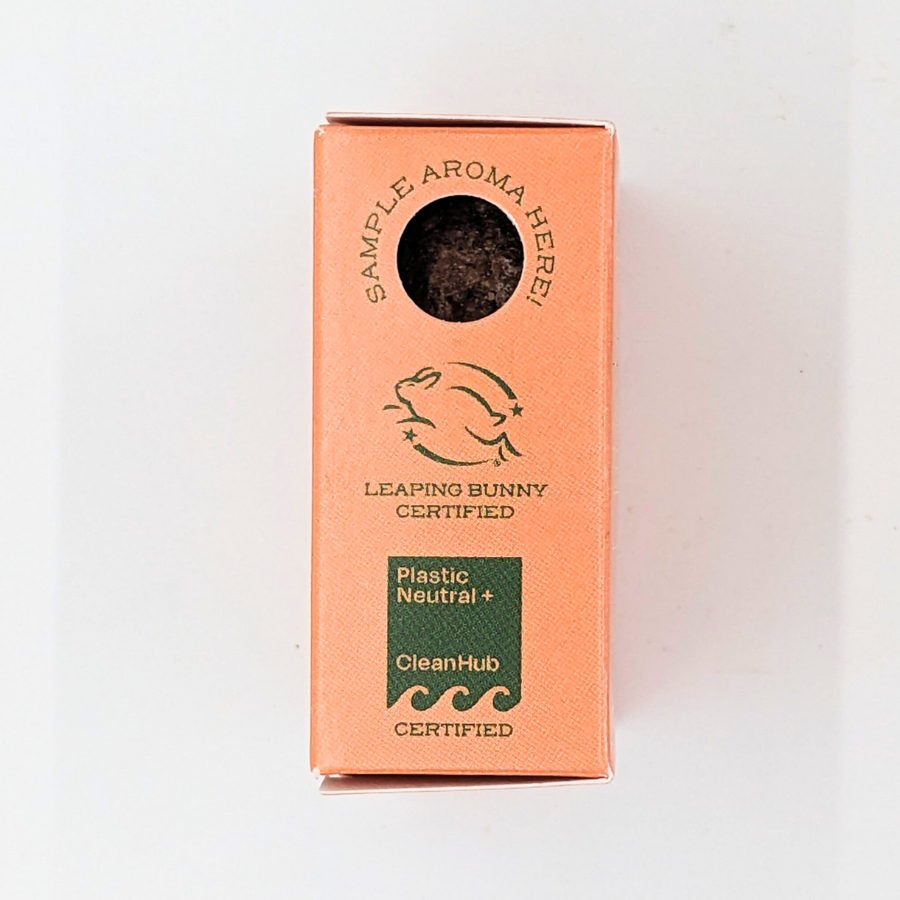 SAMPLE AROMA HERE!
LEAPING BUNNY
CERTIFIED
Plastic
Neutral +
CleanHub
CERTIFIED